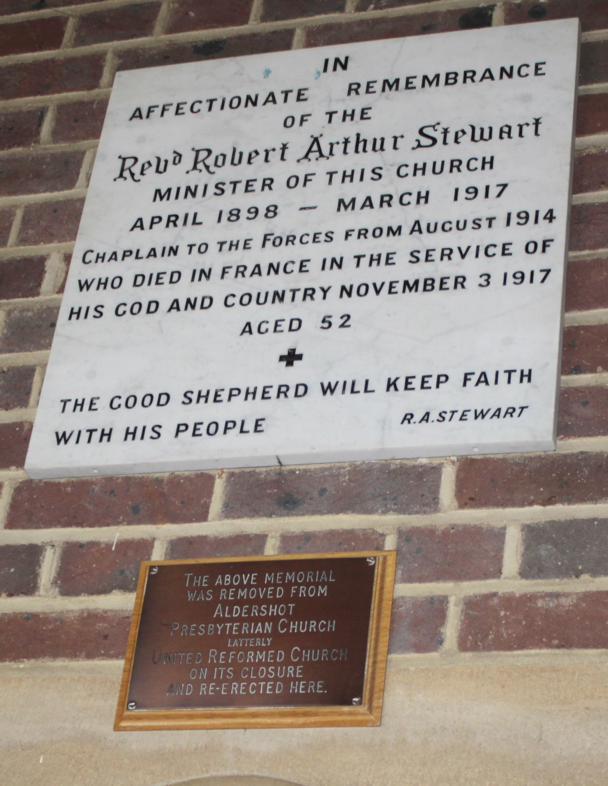 IN
AFFECTIONATE REMEMBRANCE
OF THE
Revd Robert Arthur Stewart
MINISTER OF THIS CHURCH
APRIL 1898 — MARCH 1917
CHAPLAIN TO THE FORCES FROM AUGUST 1914
WHO DIED IN FRANCE IN THE SERVICE OF
HIS GOD AND COUNTRY NOVEMBER 3 1917
AGED 52
THE GOOD SHEPHERD WILL KEEP FAITH
WITH HIS PEOPLE R.A.STEWART
THE ABOVE MEMORIAL
WAS REMOVED FROM
ALDERSHOT
PRESBYTERIAN CHURCH
LATTERLY
UNITED REFORMED CHURCH
ON ITS CLOSURE
AND RE-ERECTED HERE.